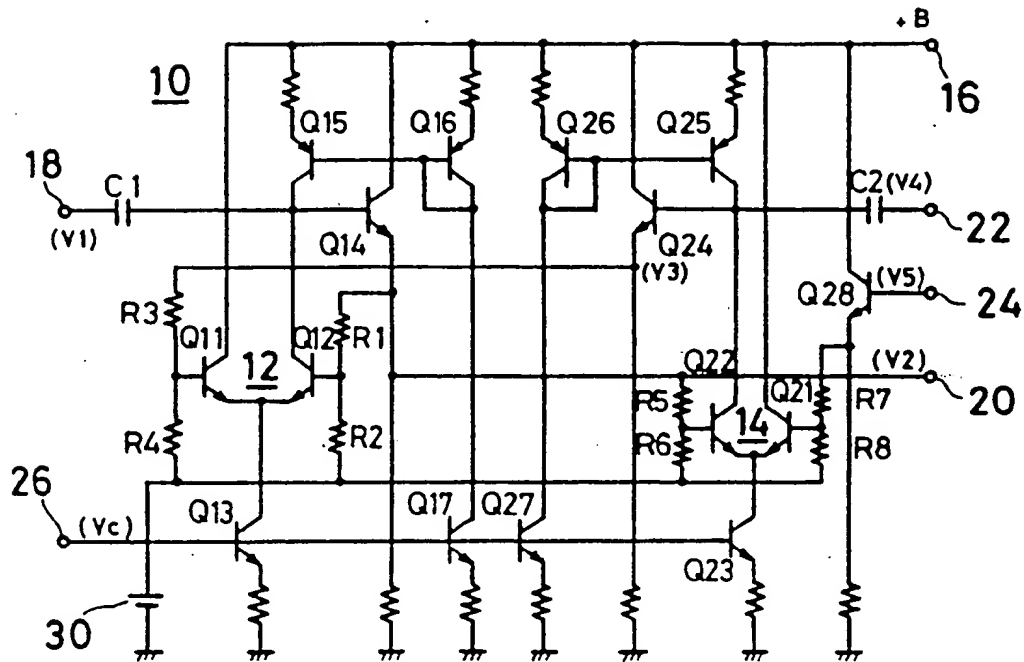 +B
10
16
Q15
Q16
Q26
Q25
18
C1
C2
(V4)
(V1)
22
Q14
Q24
(V3)
(V5)
Q28
24
R3
Q11
12
Q12
R1
(V2)
Q22
20
R5
14
Q21
R7
R4
R2
R6
R8
26
(Vc)
Q13
Q17
Q27
Q23
30